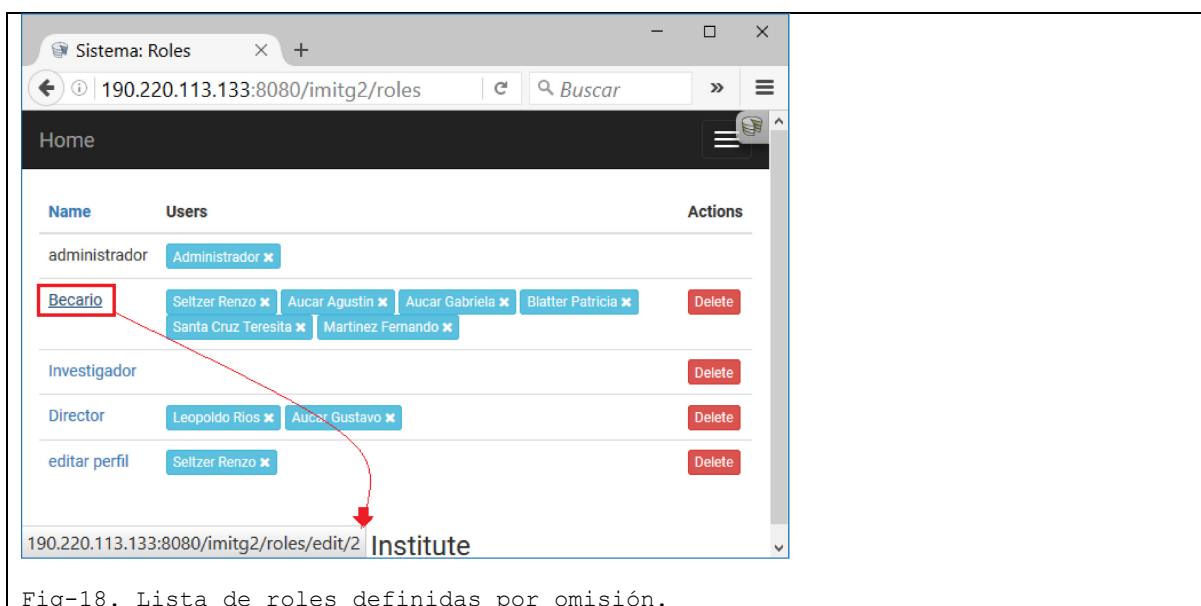 Sistema: Roles
190.220.113.133:8080/imitg2/roles Buscar
Home
Name Users Actions
administrador Administrador
Becario Seltzer Renzo Aucar Agustin Aucar Gabriela Blatter Patricia Delete
Santa Cruz Teresita Martinez Fernando
Investigador Delete
Director Leopoldo Rios Aucar Gustavo Delete
editar perfil Seltzer Renzo Delete
190.220.113.133:8080/imitg2/roles/edit/2 Institute
Fig-18. Lista de roles definidas por omisión.